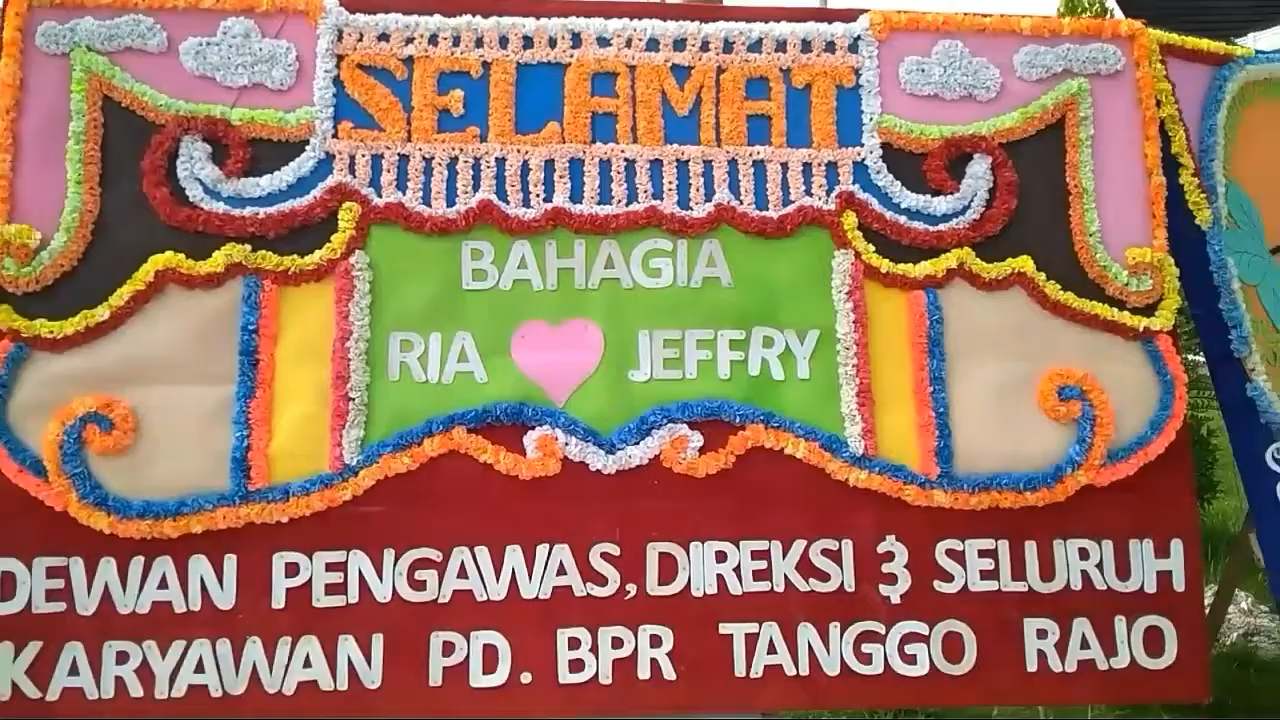 SELAMAT
BAHAGIA
RIA JEFFRY
DEWAN PENGAWAS, DIREKSI & SELURUH
KARYAWAN PD. BPR TANGGO RAJO